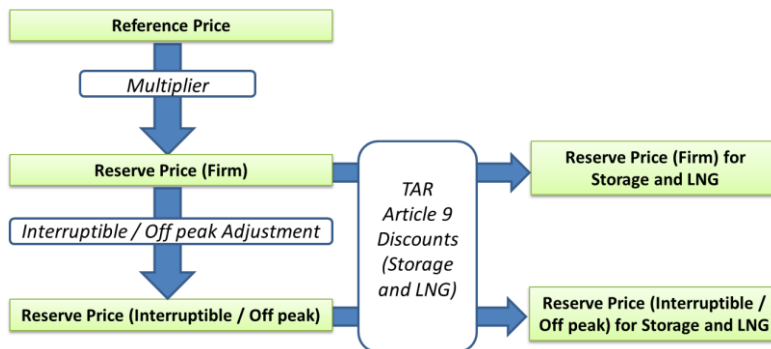 Reference Price
Multiplier
Reserve Price (Firm)
TAR
Article 9
Discounts
(Storage
and LNG)
Reserve Price (Firm) for
Storage and LNG
Interruptible / Off peak Adjustment
Reserve Price (Interruptible / Off peak)
Reserve Price (Interruptible /
Off peak) for Storage and LNG